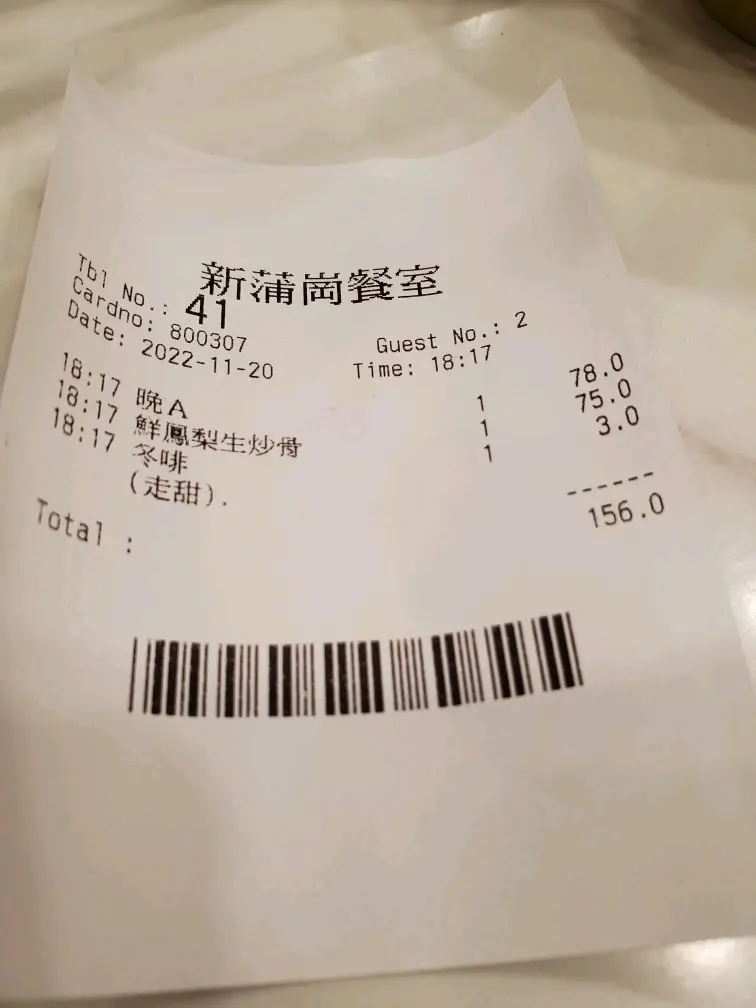 新蒲崗餐室
Tbl No.: 41
Cardno: 800307 Guest No.: 2
Date: 2022-11-20 Time: 18:17
18:17 晚A 1 78.0
18:17 鮮鳳梨生炒骨 1 75.0
18:17 冬啡 1 3.0
(走甜).
------
Total : 156.0